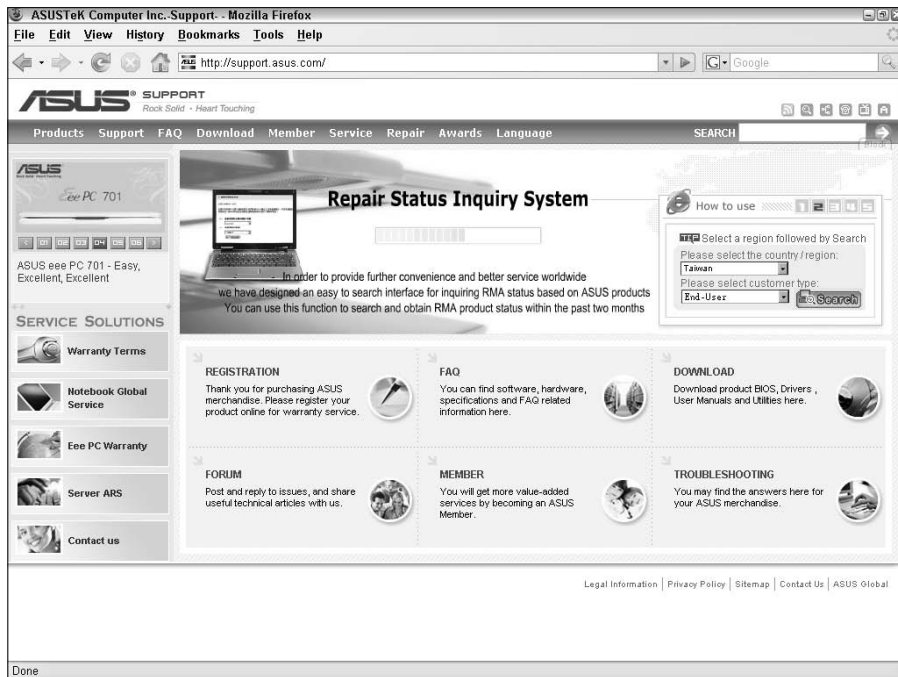 ASUSTeK Computer Inc.-Support- - Mozilla Firefox
File Edit View History Bookmarks Tools Help
http://support.asus.com/
G Google
ASUS SUPPORT
Rock Solid • Heart Touching
Products Support FAQ Download Member Service Repair Awards Language
SEARCH
ASUS
Eee PC 701
01 02 03 04 05 06
ASUS eee PC 701 - Easy,
Excellent, Excellent
SERVICE SOLUTIONS
Warranty Terms
Notebook Global
Service
Eee PC Warranty
Server ARS
Contact us
Repair Status Inquiry System
In order to provide further convenience and better service worldwide
we have designed an easy to search interface for inquiring RMA status based on ASUS products
You can use this function to search and obtain RMA product status within the past two months
How to use 1 2 3 4 5
Select a region followed by Search
Please select the country / region:
Taiwan
Please select customer type:
End-User
Search
REGISTRATION
Thank you for purchasing ASUS
merchandise. Please register your
product online for warranty service.
FAQ
You can find software, hardware,
specifications and FAQ related
information here.
DOWNLOAD
Download product BIOS, Drivers ,
User Manuals and Utilities here.
FORUM
Post and reply to issues, and share
useful technical articles with us.
MEMBER
You will get more value-added
services by becoming an ASUS
Member.
TROUBLESHOOTING
You may find the answers here for
your ASUS merchandise.
Legal Information | Privacy Policy | Sitemap | Contact Us | ASUS Global
Done